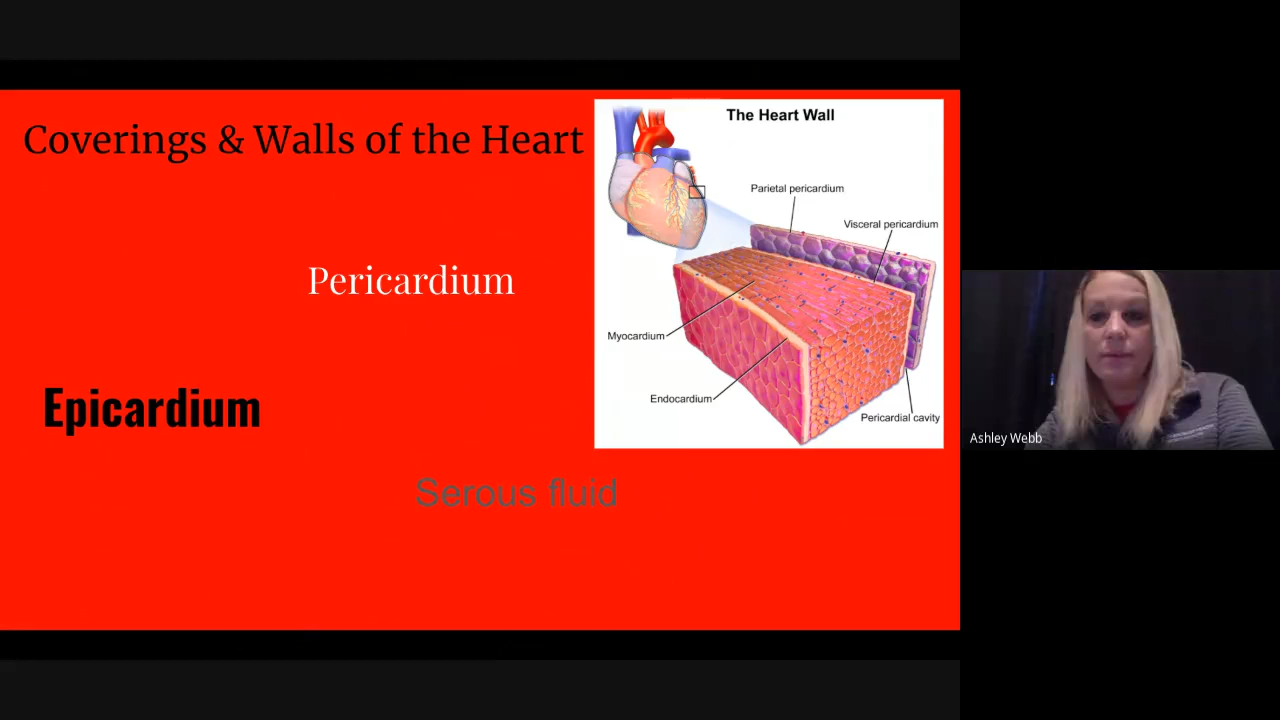 Coverings & Walls of the Heart
The Heart Wall
Parietal pericardium
Visceral pericardium
Pericardium
Myocardium
Endocardium
Pericardial cavity
Epicardium
Serous fluid
Ashley Webb